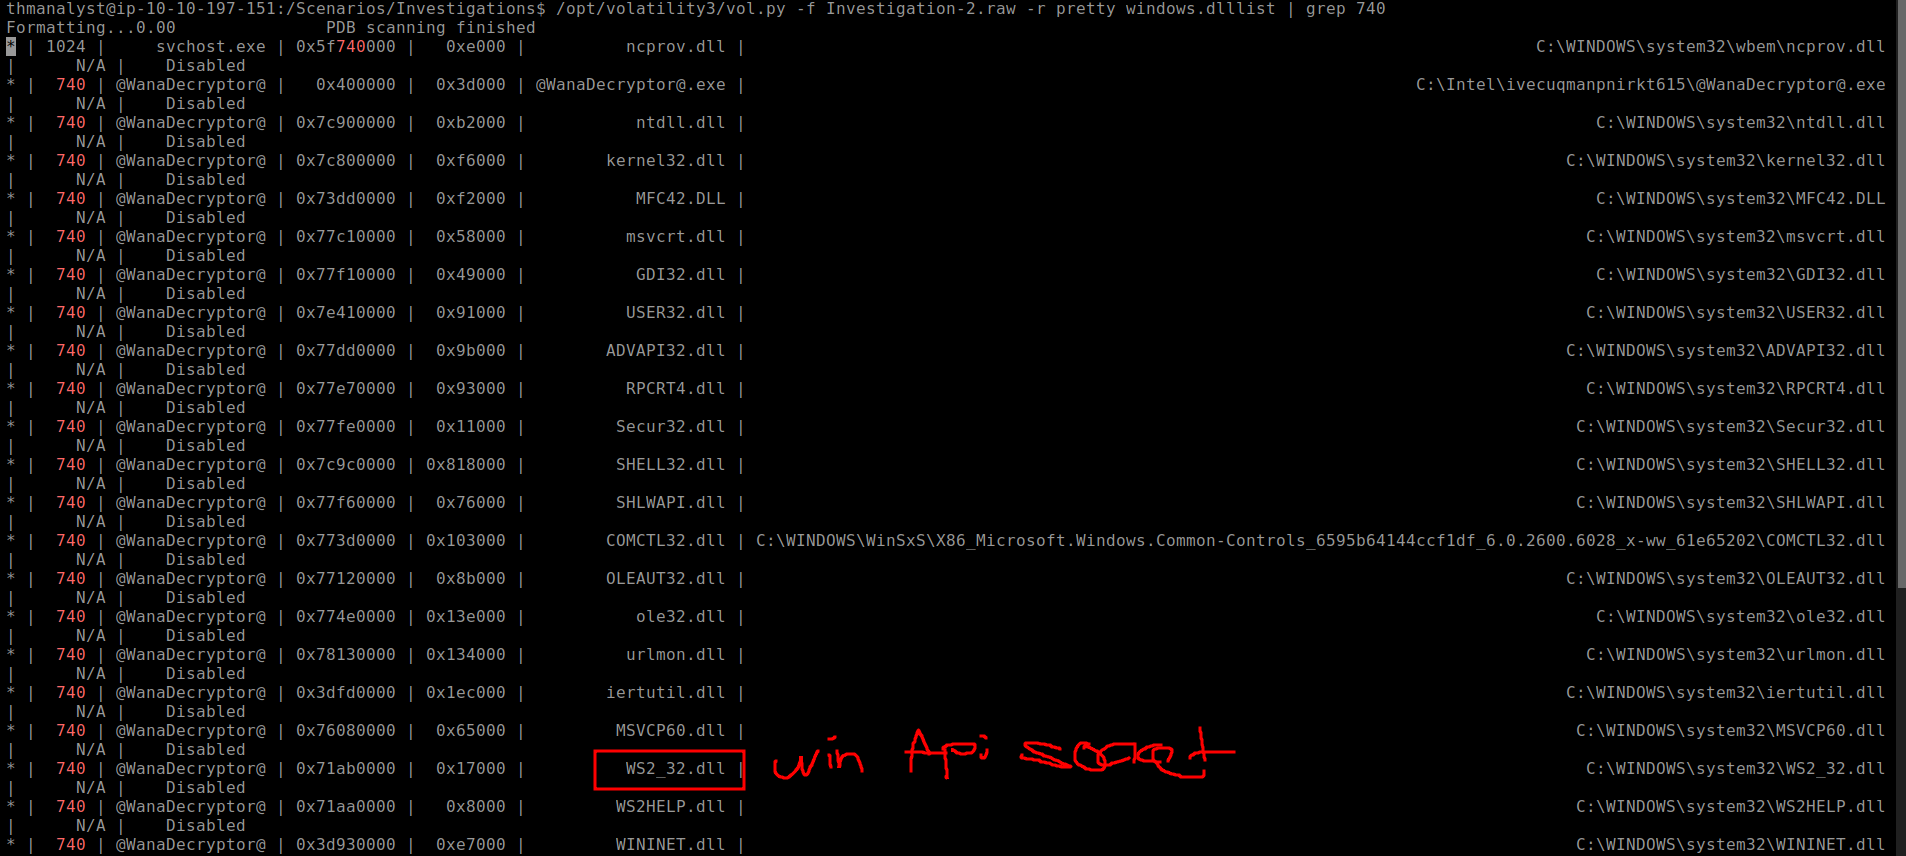 thmanalyst@ip-10-10-197-151:/Scenarios/Investigations$ /opt/volatility3/vol.py -f Investigation-2.raw -r pretty windows.dlllist | grep 740
Formatting...0.00 PDB scanning finished
* | 1024 | svchost.exe | 0x5f740000 | 0xe000 | ncprov.dll | C:\WINDOWS\system32\wbem\ncprov.dll
| N/A | Disabled
* | 740 | @WanaDecryptor@ | 0x400000 | 0x3d000 | @WanaDecryptor@.exe | C:\Intel\ivecuqmanpnirkt615\@WanaDecryptor@.exe
| N/A | Disabled
* | 740 | @WanaDecryptor@ | 0x7c900000 | 0xb2000 | ntdll.dll | C:\WINDOWS\system32\ntdll.dll
| N/A | Disabled
* | 740 | @WanaDecryptor@ | 0x7c800000 | 0xf6000 | kernel32.dll | C:\WINDOWS\system32\kernel32.dll
| N/A | Disabled
* | 740 | @WanaDecryptor@ | 0x73dd0000 | 0xf2000 | MFC42.DLL | C:\WINDOWS\system32\MFC42.DLL
| N/A | Disabled
* | 740 | @WanaDecryptor@ | 0x77c10000 | 0x58000 | msvcrt.dll | C:\WINDOWS\system32\msvcrt.dll
| N/A | Disabled
* | 740 | @WanaDecryptor@ | 0x77f10000 | 0x49000 | GDI32.dll | C:\WINDOWS\system32\GDI32.dll
| N/A | Disabled
* | 740 | @WanaDecryptor@ | 0x7e410000 | 0x91000 | USER32.dll | C:\WINDOWS\system32\USER32.dll
| N/A | Disabled
* | 740 | @WanaDecryptor@ | 0x77dd0000 | 0x9b000 | ADVAPI32.dll | C:\WINDOWS\system32\ADVAPI32.dll
| N/A | Disabled
* | 740 | @WanaDecryptor@ | 0x77e70000 | 0x93000 | RPCRT4.dll | C:\WINDOWS\system32\RPCRT4.dll
| N/A | Disabled
* | 740 | @WanaDecryptor@ | 0x77fe0000 | 0x11000 | Secur32.dll | C:\WINDOWS\system32\Secur32.dll
| N/A | Disabled
* | 740 | @WanaDecryptor@ | 0x7c9c0000 | 0x818000 | SHELL32.dll | C:\WINDOWS\system32\SHELL32.dll
| N/A | Disabled
* | 740 | @WanaDecryptor@ | 0x77f60000 | 0x76000 | SHLWAPI.dll | C:\WINDOWS\system32\SHLWAPI.dll
| N/A | Disabled
* | 740 | @WanaDecryptor@ | 0x773d0000 | 0x103000 | COMCTL32.dll | C:\WINDOWS\WinSxS\X86_Microsoft.Windows.Common-Controls_6595b64144ccf1df_6.0.2600.6028_x-ww_61e65202\COMCTL32.dll
| N/A | Disabled
* | 740 | @WanaDecryptor@ | 0x77120000 | 0x8b000 | OLEAUT32.dll | C:\WINDOWS\system32\OLEAUT32.dll
| N/A | Disabled
* | 740 | @WanaDecryptor@ | 0x774e0000 | 0x13e000 | ole32.dll | C:\WINDOWS\system32\ole32.dll
| N/A | Disabled
* | 740 | @WanaDecryptor@ | 0x78130000 | 0x134000 | urlmon.dll | C:\WINDOWS\system32\urlmon.dll
| N/A | Disabled
* | 740 | @WanaDecryptor@ | 0x3dfd0000 | 0x1ec000 | iertutil.dll | C:\WINDOWS\system32\iertutil.dll
| N/A | Disabled
* | 740 | @WanaDecryptor@ | 0x76080000 | 0x65000 | MSVCP60.dll | C:\WINDOWS\system32\MSVCP60.dll
| N/A | Disabled
* | 740 | @WanaDecryptor@ | 0x71ab0000 | 0x17000 | WS2_32.dll | win Api C:\WINDOWS\system32\WS2_32.dll
| N/A | Disabled
* | 740 | @WanaDecryptor@ | 0x71aa0000 | 0x8000 | WS2HELP.dll | C:\WINDOWS\system32\WS2HELP.dll
| N/A | Disabled
* | 740 | @WanaDecryptor@ | 0x3d930000 | 0xe7000 | WININET.dll | C:\WINDOWS\system32\WININET.dll